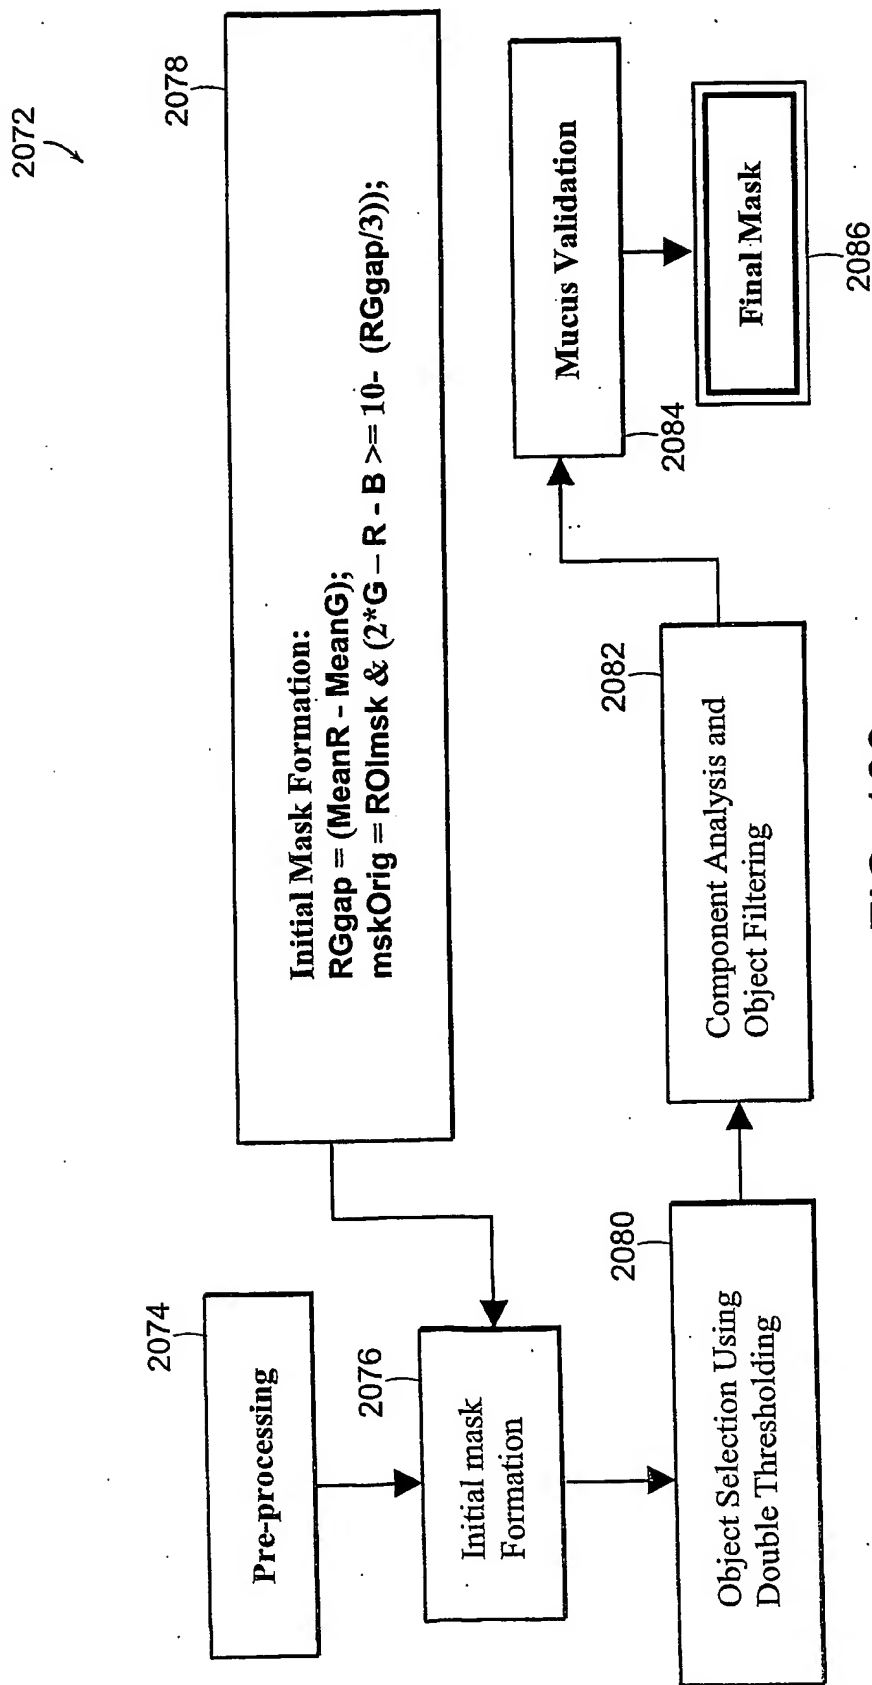 2072
2074
Pre-processing
2078
Initial Mask Formation:
RGgap = (MeanR - MeanG);
mskOrig = ROImsk & (2*G – R - B >= 10- (RGgap/3));
2076
Initial mask
Formation
2080
Object Selection Using
Double Thresholding
2082
Component Analysis and
Object Filtering
Mucus Validation
2084
Final Mask
2086